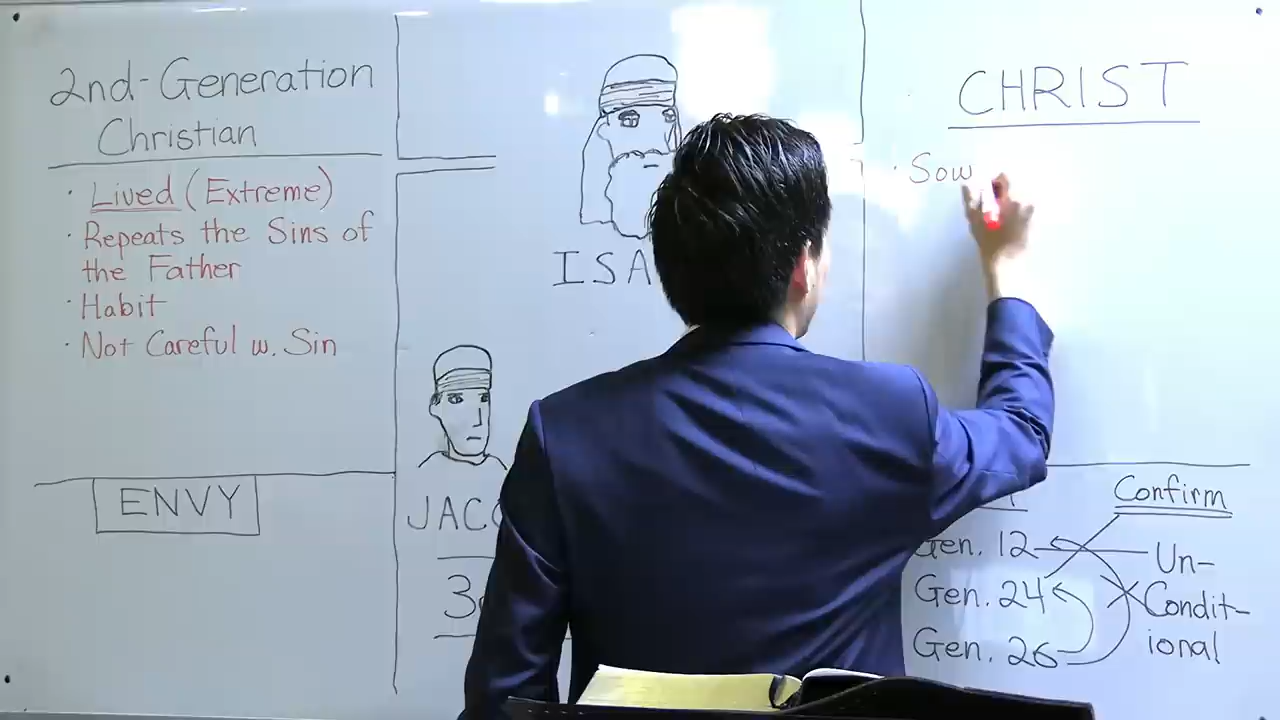 2nd-Generation
Christian
· Lived (Extreme)
· Repeats the Sins of
the Father
· Habit
· Not Careful w. Sin
ENVY
ISA
JAC
3
CHRIST
· Sow
Confirm
Gen. 12
Gen. 24
Gen. 26
Un-
Condit-
ional